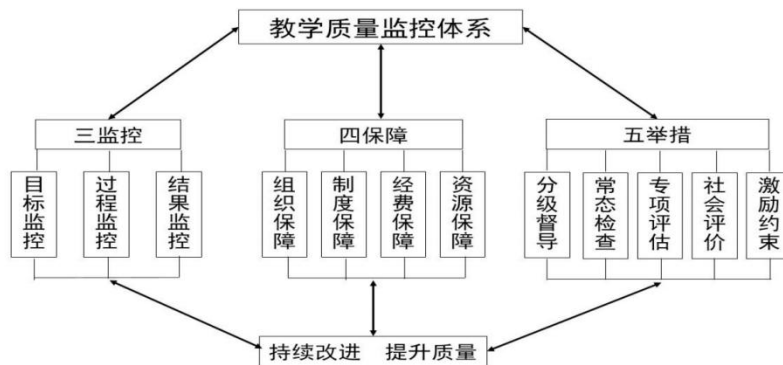 教学质量监控体系
三监控
四保障
五举措
目标监控
过程监控
结果监控
组织保障
制度保障
经费保障
资源保障
分级督导
常态检查
专项评估
社会评价
激励约束
持续改进 提升质量